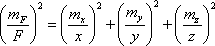 (m_F/F)^2 = (m_x/x)^2 + (m_y/y)^2 + (m_z/z)^2